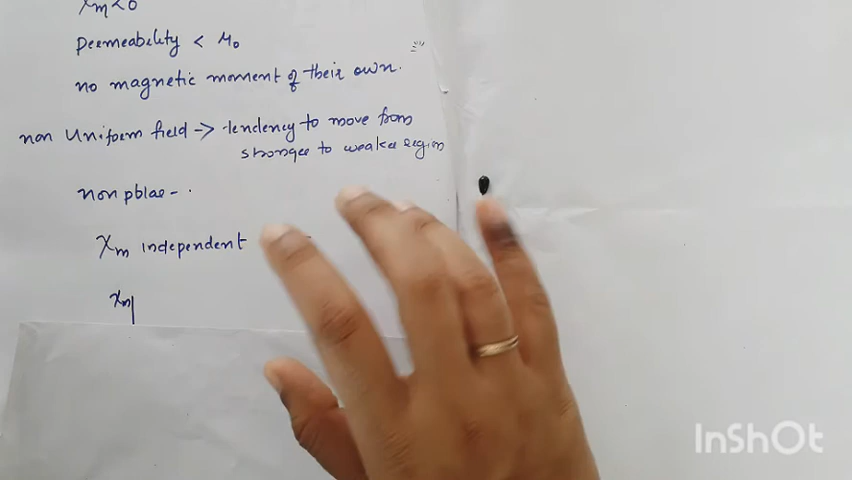 χm < 0
Permeability < μ₀
no magnetic moment of their own.
non Uniform field -> tendency to move from
stronger to weaker region
non
χm independent
χm
InShOt